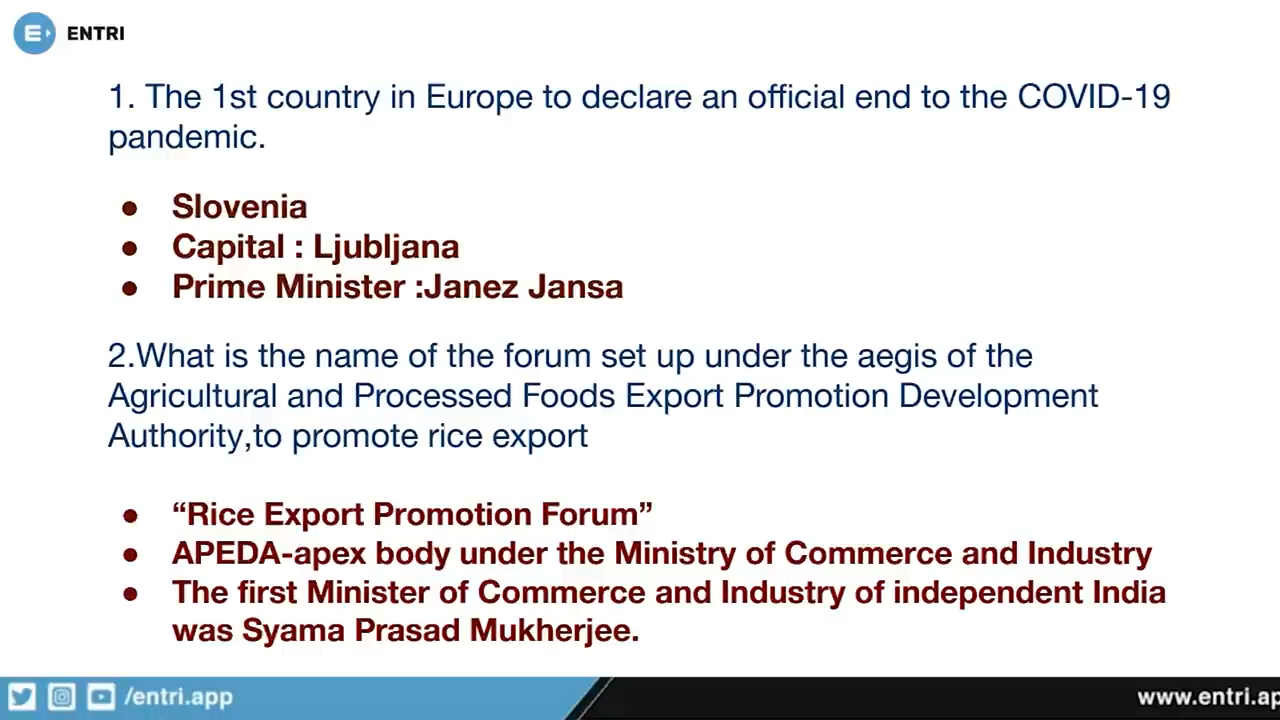 ENTRI
1. The 1st country in Europe to declare an official end to the COVID-19
pandemic.
● Slovenia
● Capital : Ljubljana
● Prime Minister :Janez Jansa
2.What is the name of the forum set up under the aegis of the
Agricultural and Processed Foods Export Promotion Development
Authority,to promote rice export
● “Rice Export Promotion Forum”
● APEDA-apex body under the Ministry of Commerce and Industry
● The first Minister of Commerce and Industry of independent India
was Syama Prasad Mukherjee.
/entri.app
www.entri.ap